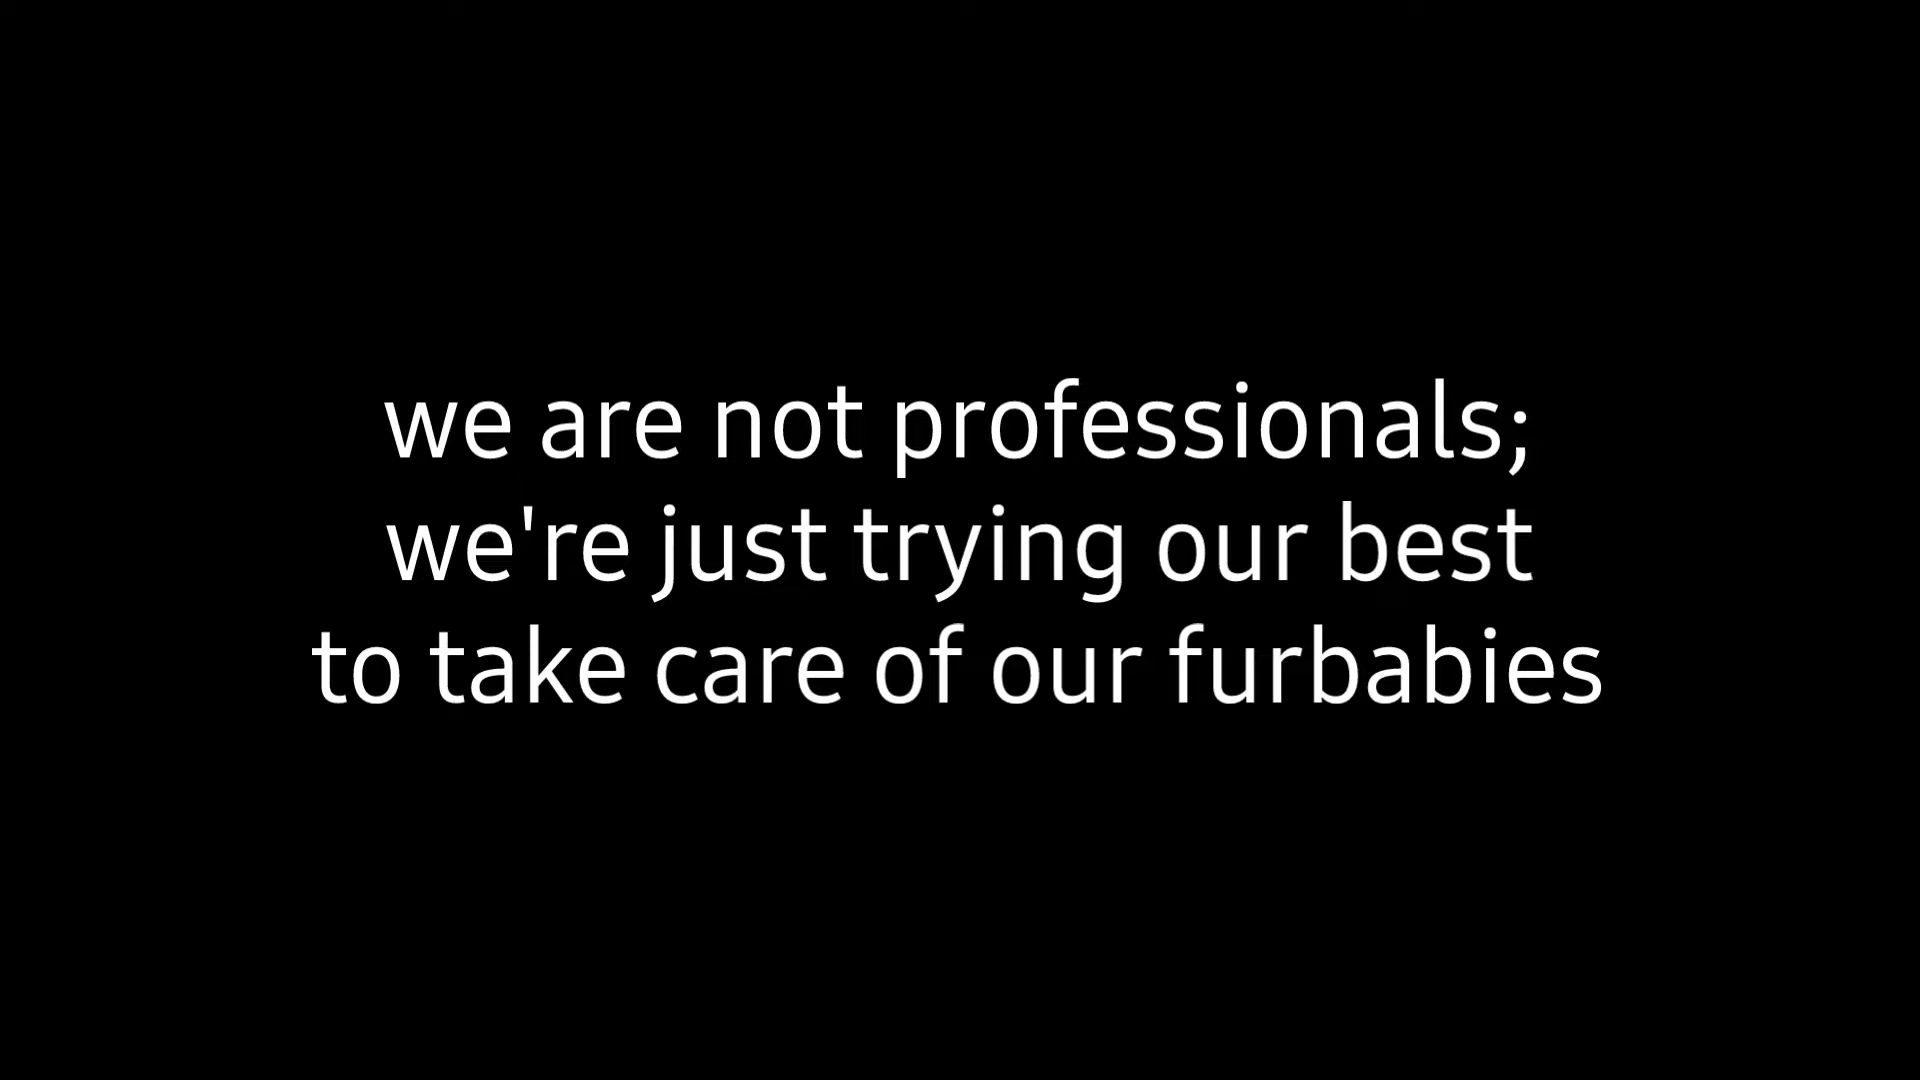 we are not professionals;
we're just trying our best
to take care of our furbabies